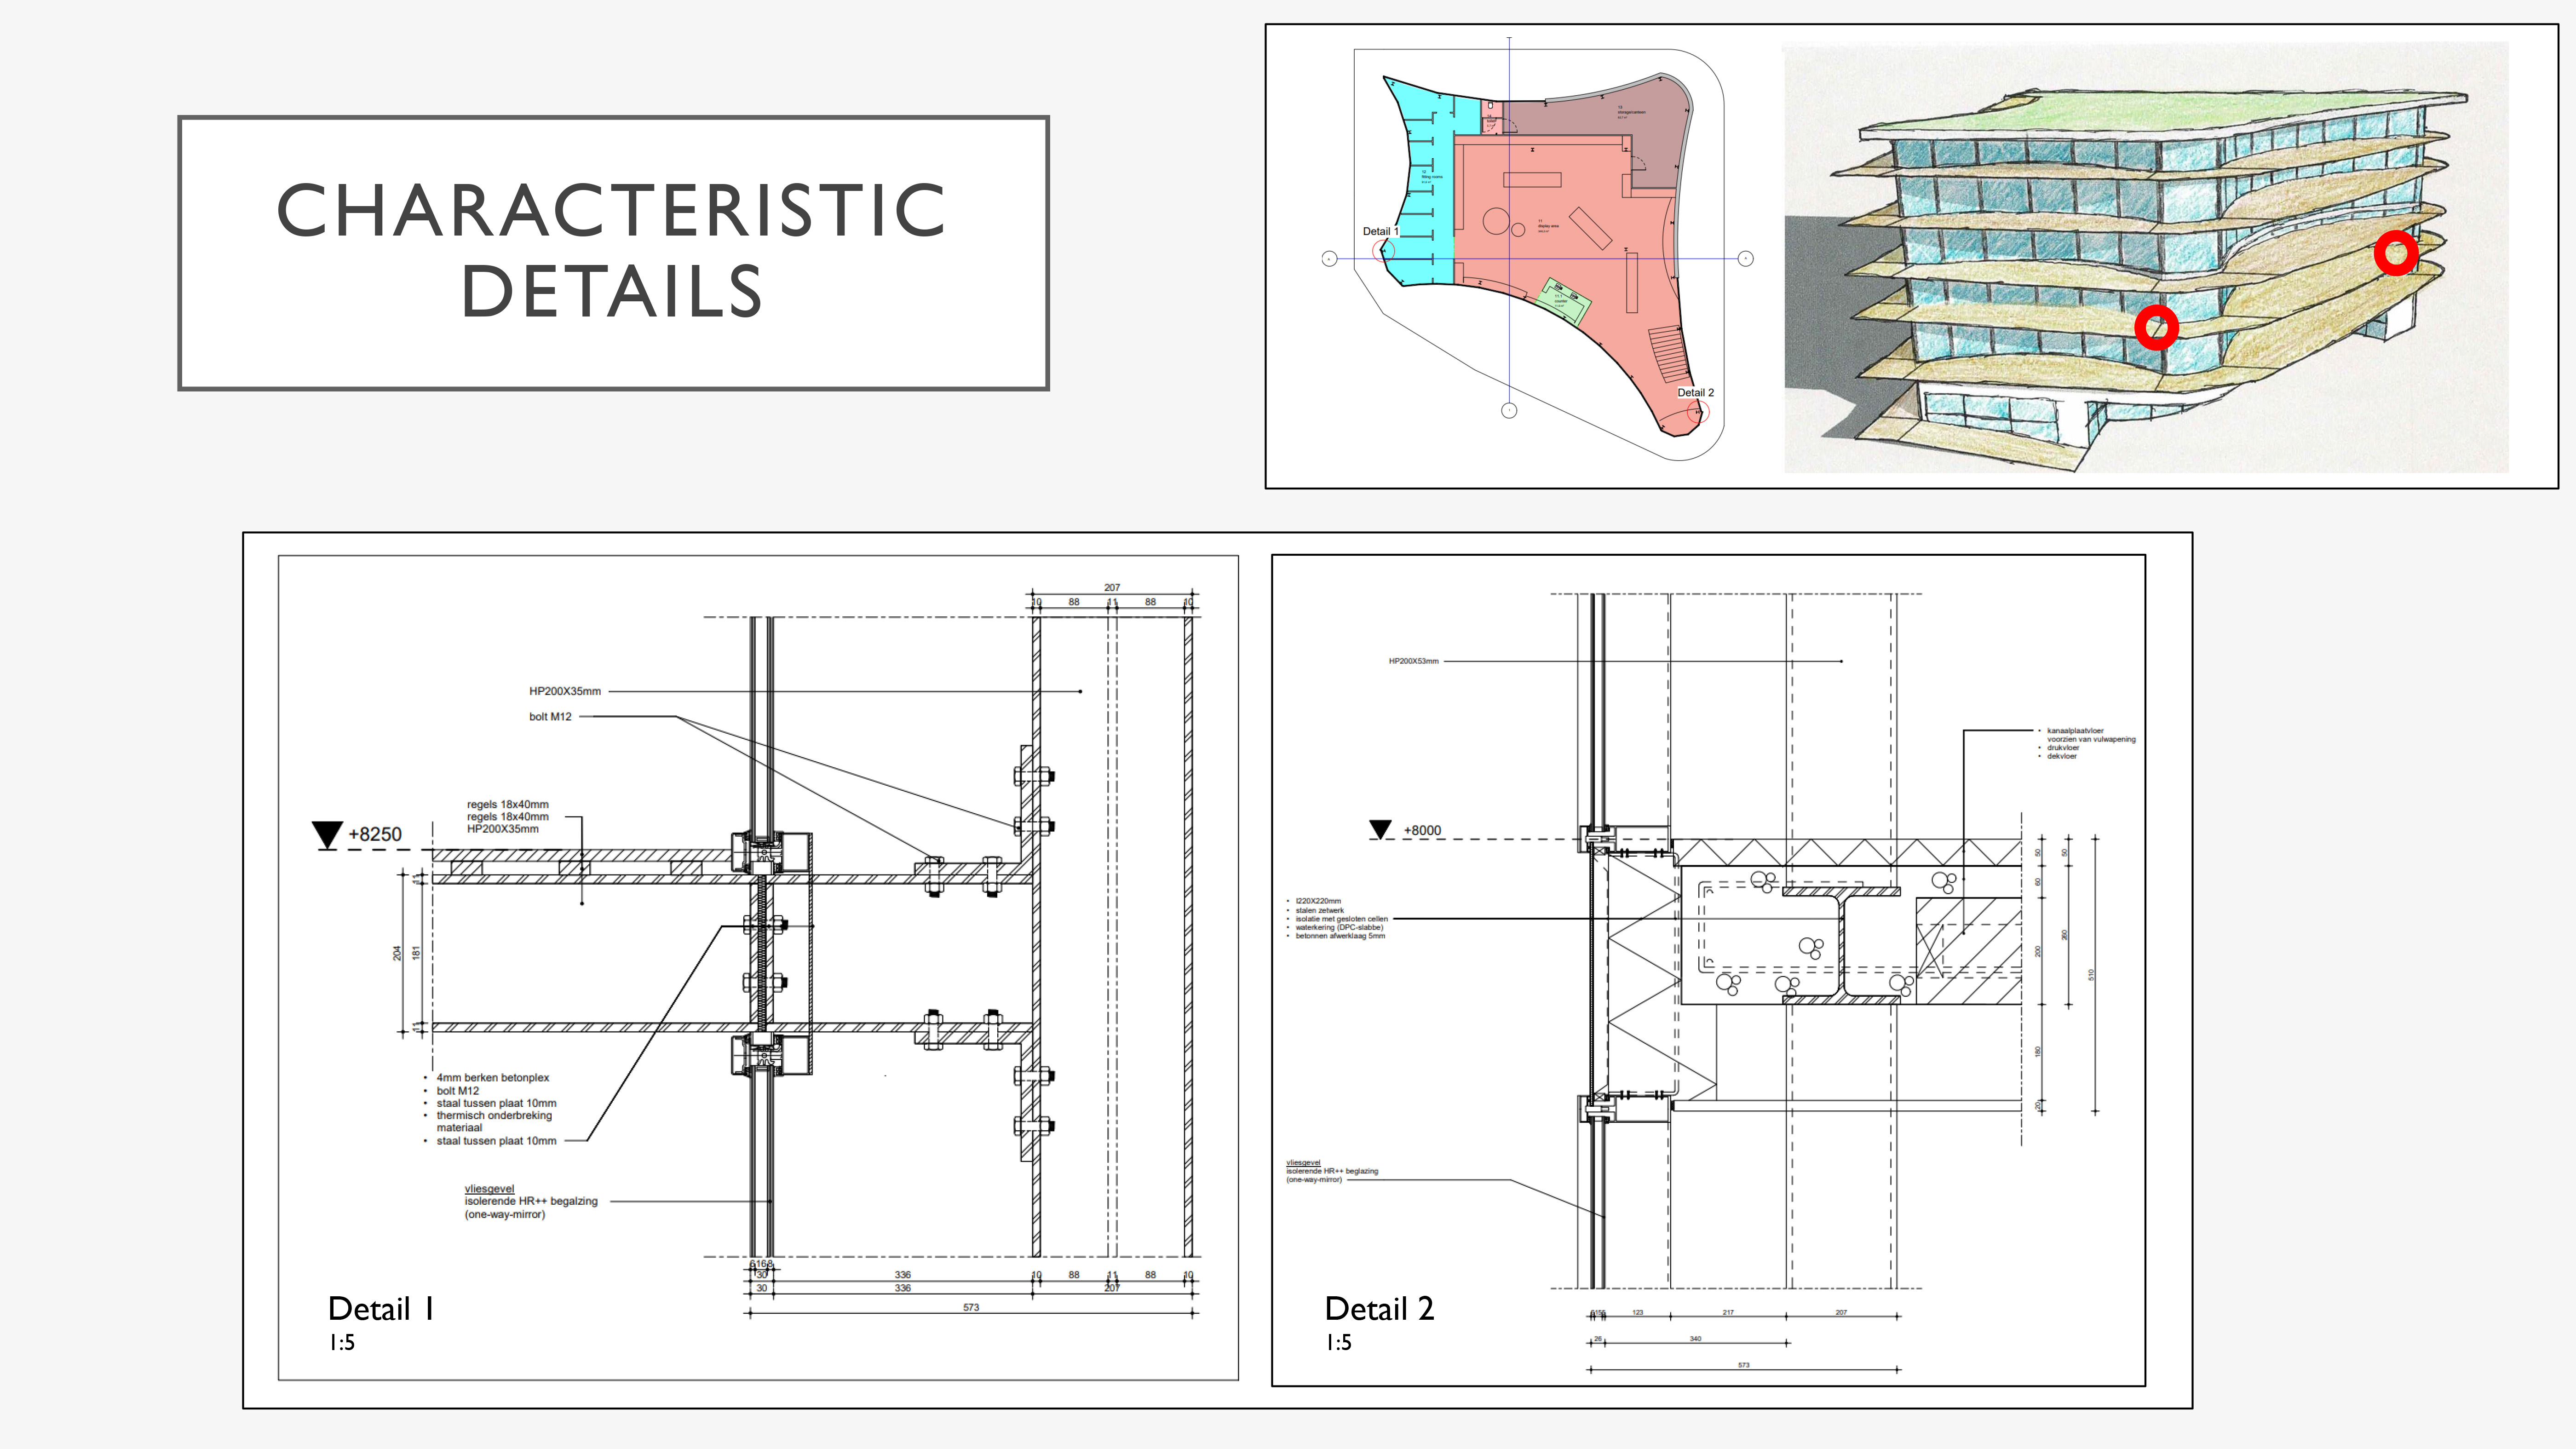 CHARACTERISTIC
DETAILS
Detail 1
Detail 2
207
10 88 11 88 10
HP200X35mm
bolt M12
regels 18x40mm
regels 18x40mm
HP200X35mm
+8250
11
204
181
11
• 4mm berken betonplex
• bolt M12
• staal tussen plaat 10mm
• thermisch onderbreking
materiaal
• staal tussen plaat 10mm
vliesgevel
isolerende HR++ begalzing
(one-way-mirror)
6 16 8
30 336 10 88 11 88 10
30 336 207
573
Detail 1
1:5
HP200X53mm
• kanaalplaatvloer
voorzien van vulwapening
• drukvloer
• dekvloer
+8000
• I220X220mm
• stalen zetwerk
• isolatie met gesloten cellen
• waterkering (DPC-slabbe)
• betonnen afwerklaag 5mm
50
50
60
200
260
510
180
20
vliesgevel
isolerende HR++ beglazing
(one-way-mirror)
123 217 207
26 340
573
Detail 2
1:5